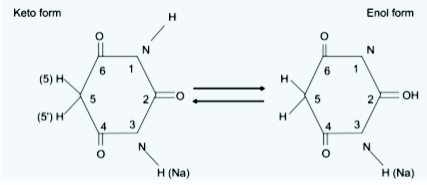 Keto form
H
Enol form
O
N
O
N
6
1
6
1
(5) H
H
5
2
O
5
2
OH
(5') H
H
4
3
4
3
O
N
O
N
H (Na)
H (Na)